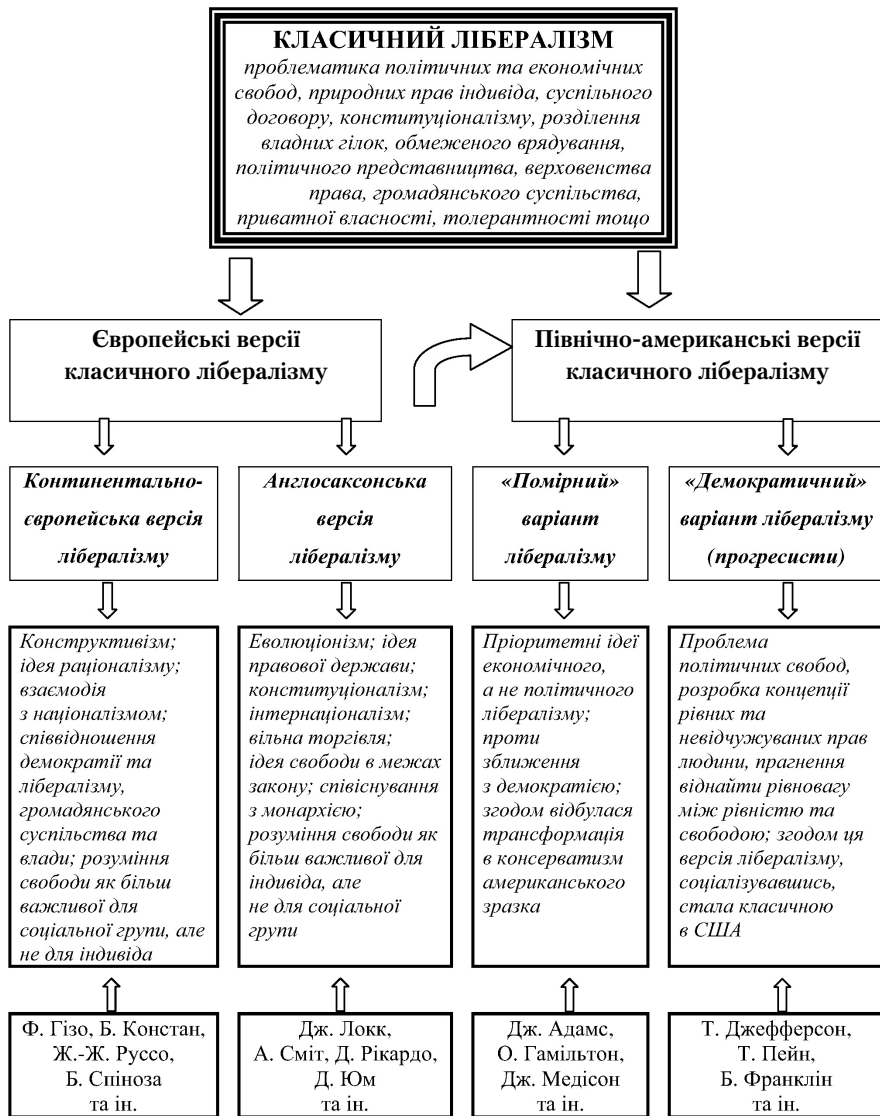 КЛАСИЧНИЙ ЛІБЕРАЛІЗМ
проблематика політичних та економічних
свобод, природних прав індивіда, суспільного
договору, конституціоналізму, розділення
владних гілок, обмеженого врядування,
політичного представництва, верховенства
права, громадянського суспільства,
приватної власності, толерантності тощо
Європейські версії
класичного лібералізму
Північно-американські версії
класичного лібералізму
Континентально-
європейська версія
лібералізму
Англосаксонська
версія
лібералізму
«Помірний»
варіант
лібералізму
«Демократичний»
варіант лібералізму
(прогресисти)
Конструктивізм;
ідея раціоналізму;
взаємодія
з націоналізмом;
співвідношення
демократії та
лібералізму,
громадянського
суспільства та
влади; розуміння
свободи як більш
важливої для
соціальної групи, але
не для індивіда
Еволюціонізм; ідея
правової держави;
конституціоналізм;
інтернаціоналізм;
вільна торгівля;
ідея свободи в межах
закону; співіснування
з монархією;
розуміння свободи як
більш важливої для
індивіда, але
не для соціальної
групи
Пріоритетні ідеї
економічного,
а не політичного
лібералізму;
проти
зближення
з демократією;
згодом відбулася
трансформація
в консерватизм
американського
зразка
Проблема
політичних свобод,
розробка концепції
рівних та
невідчужуваних прав
людини, прагнення
віднайти рівновагу
між рівністю та
свободою; згодом ця
версія лібералізму,
соціалізувавшись,
стала класичною
в США
Ф. Гізо, Б. Констан,
Ж.-Ж. Руссо,
Б. Спіноза
та ін.
Дж. Локк,
А. Сміт, Д. Рікардо,
Д. Юм
та ін.
Дж. Адамс,
О. Гамільтон,
Дж. Медісон
та ін.
Т. Джефферсон,
Т. Пейн,
Б. Франклін
та ін.